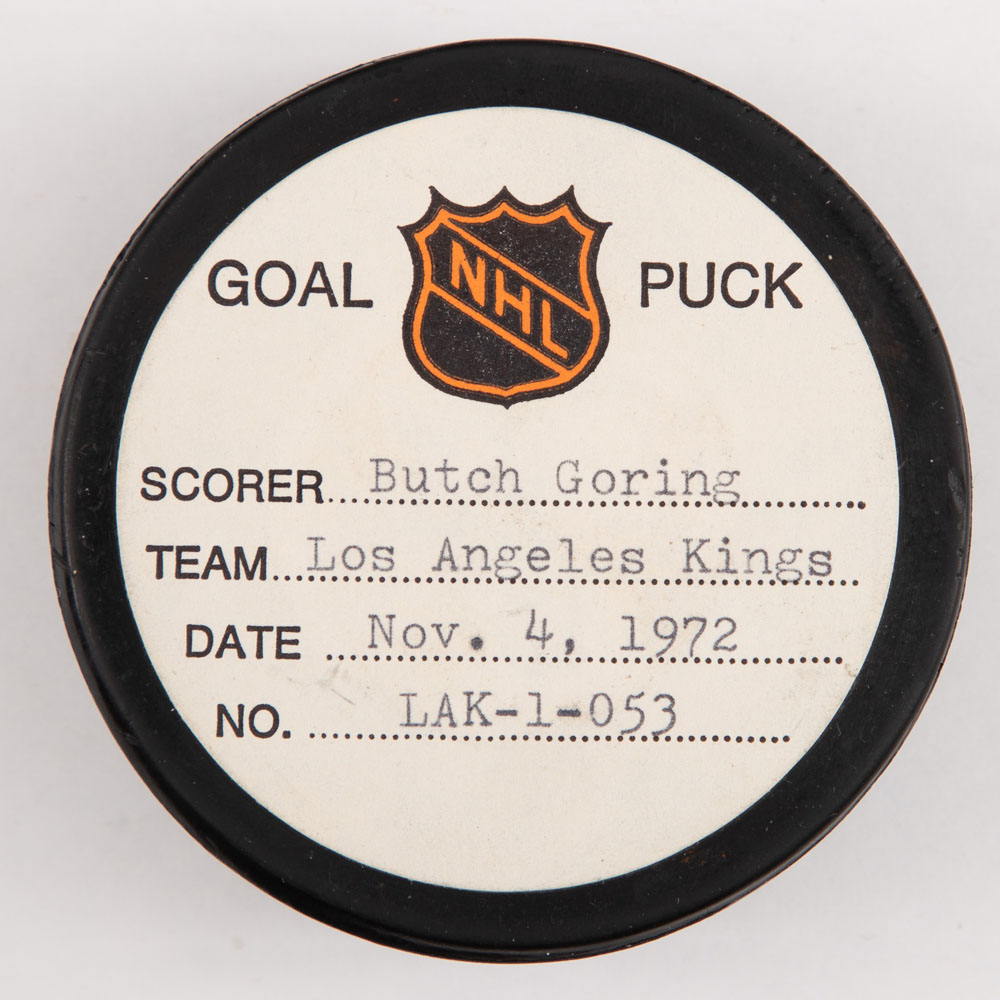 GOAL NHL PUCK
SCORER...Butch Goring
TEAM...Los Angeles Kings
DATE ...Nov. 4, 1972
NO. ...LAK-1-053